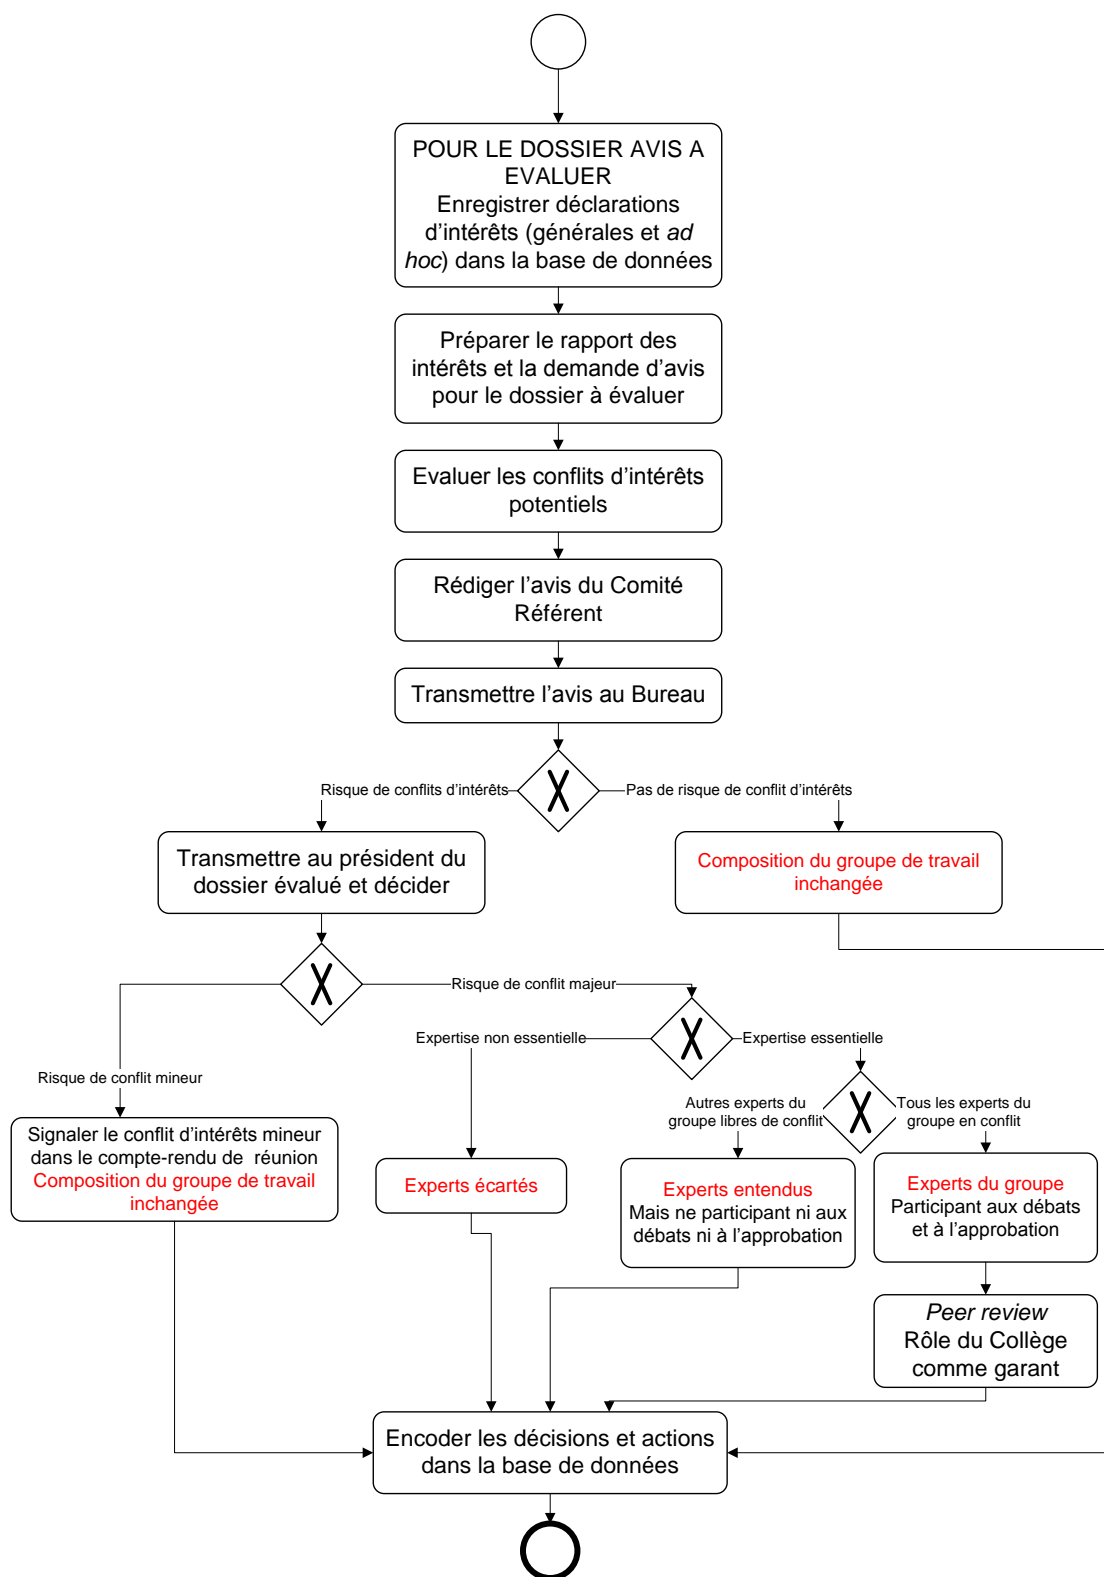 POUR LE DOSSIER AVIS A
EVALUER
Enregistrer déclarations
d’intérêts (générales et ad
hoc) dans la base de données
Préparer le rapport des
intérêts et la demande d’avis
pour le dossier à évaluer
Evaluer les conflits d’intérêts
potentiels
Rédiger l’avis du Comité
Référent
Transmettre l’avis au Bureau
Risque de conflits d’intérêts
Pas de risque de conflit d’intérêts
Transmettre au président du
dossier évalué et décider
Composition du groupe de travail
inchangée
Risque de conflit majeur
Expertise non essentielle
Expertise essentielle
Risque de conflit mineur
Autres experts du
groupe libres de conflit
Tous les experts du
groupe en conflit
Signaler le conflit d’intérêts mineur
dans le compte-rendu de réunion
Composition du groupe de travail
inchangée
Experts écartés
Experts entendus
Mais ne participant ni aux
débats ni à l’approbation
Experts du groupe
Participant aux débats
et à l’approbation
Peer review
Rôle du Collège
comme garant
Encoder les décisions et actions
dans la base de données